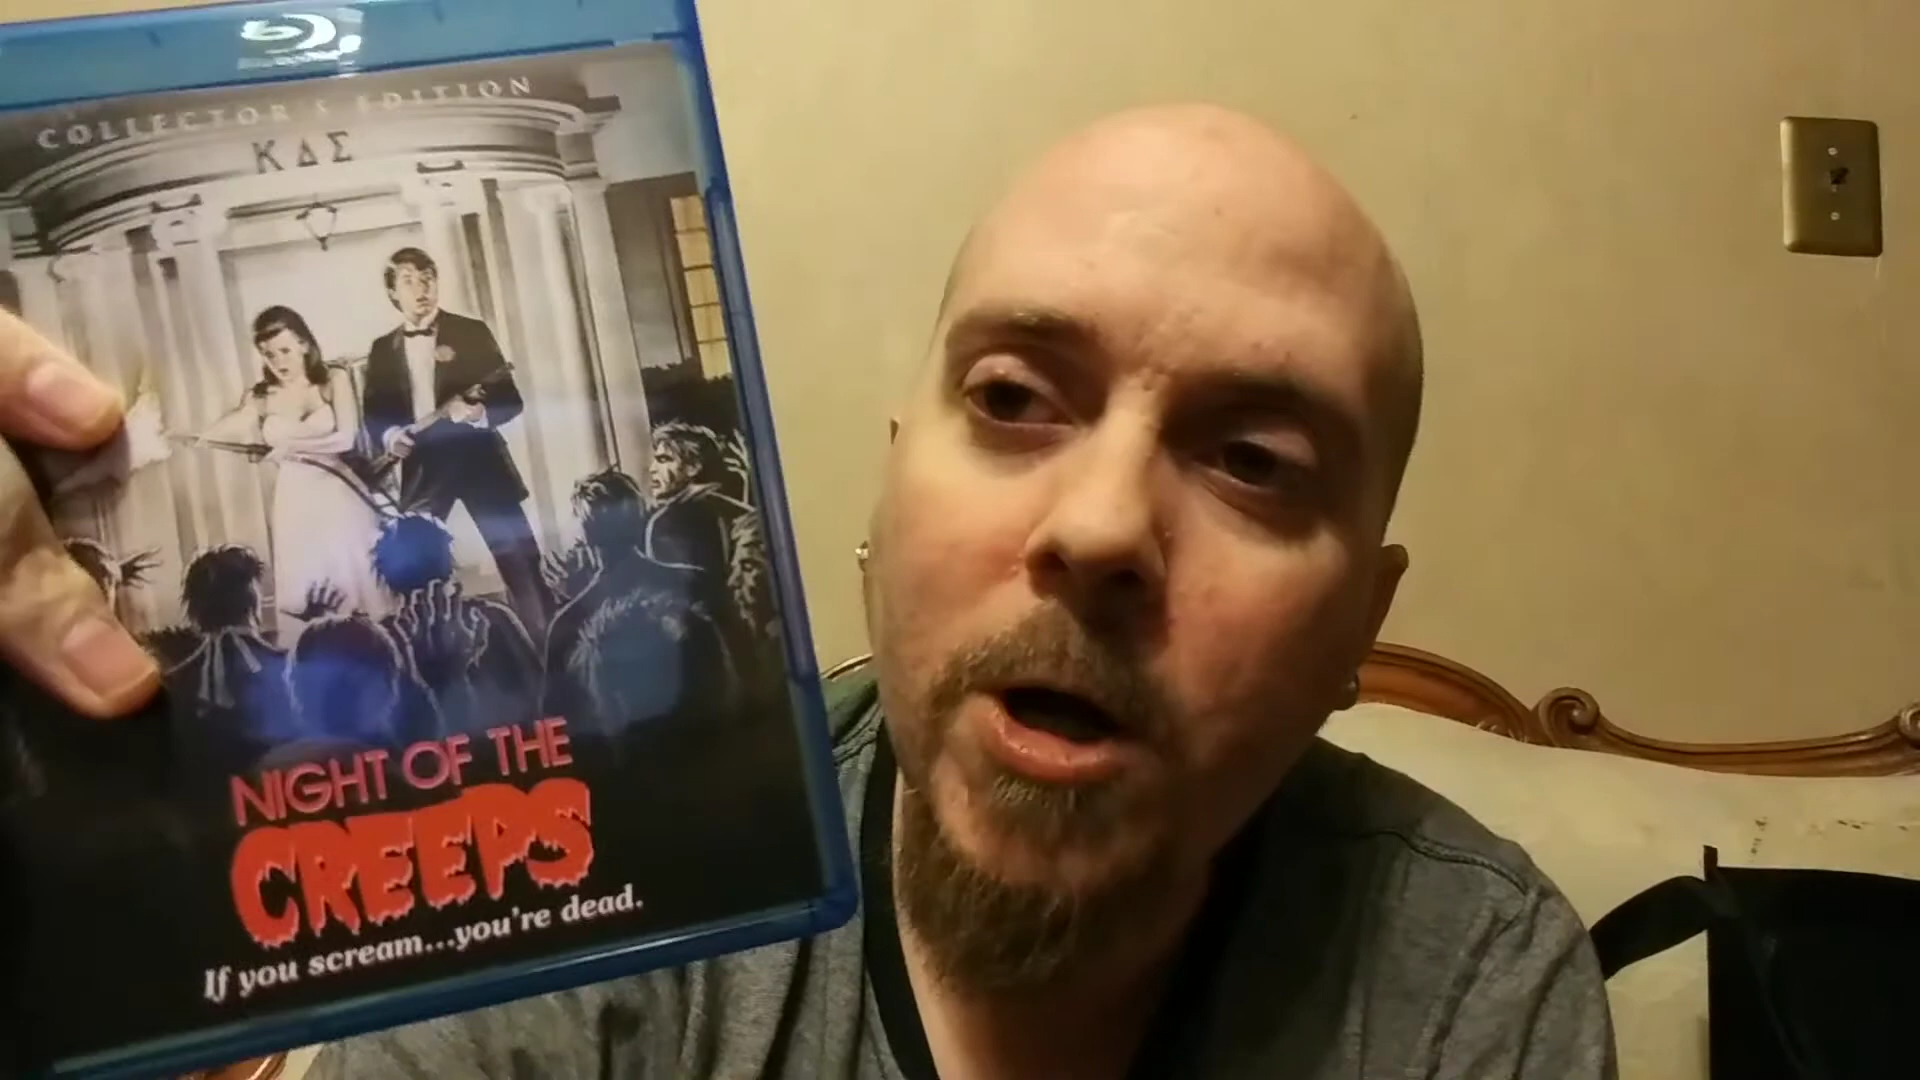 COLLECTOR'S EDITION
ΚΔΣ
NIGHT OF THE
CREEPS
If you scream...you're dead.